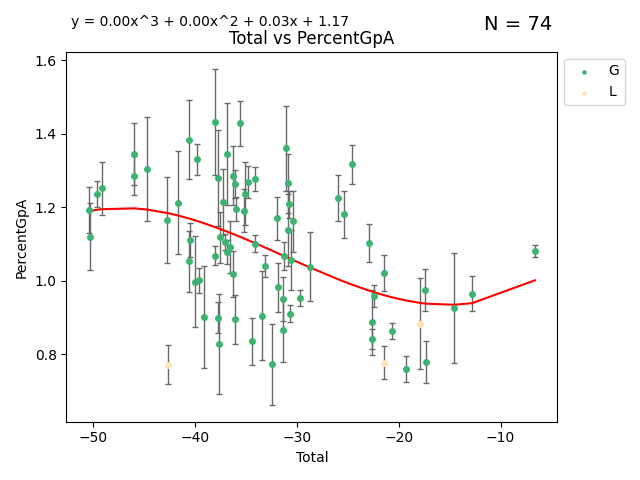 y = 0.00x^3 + 0.00x^2 + 0.03x + 1.17
N = 74
Total vs PercentGpA
G
L
1.6
1.4
1.2
1.0
0.8
PercentGpA
−50
−40
−30
−20
−10
Total